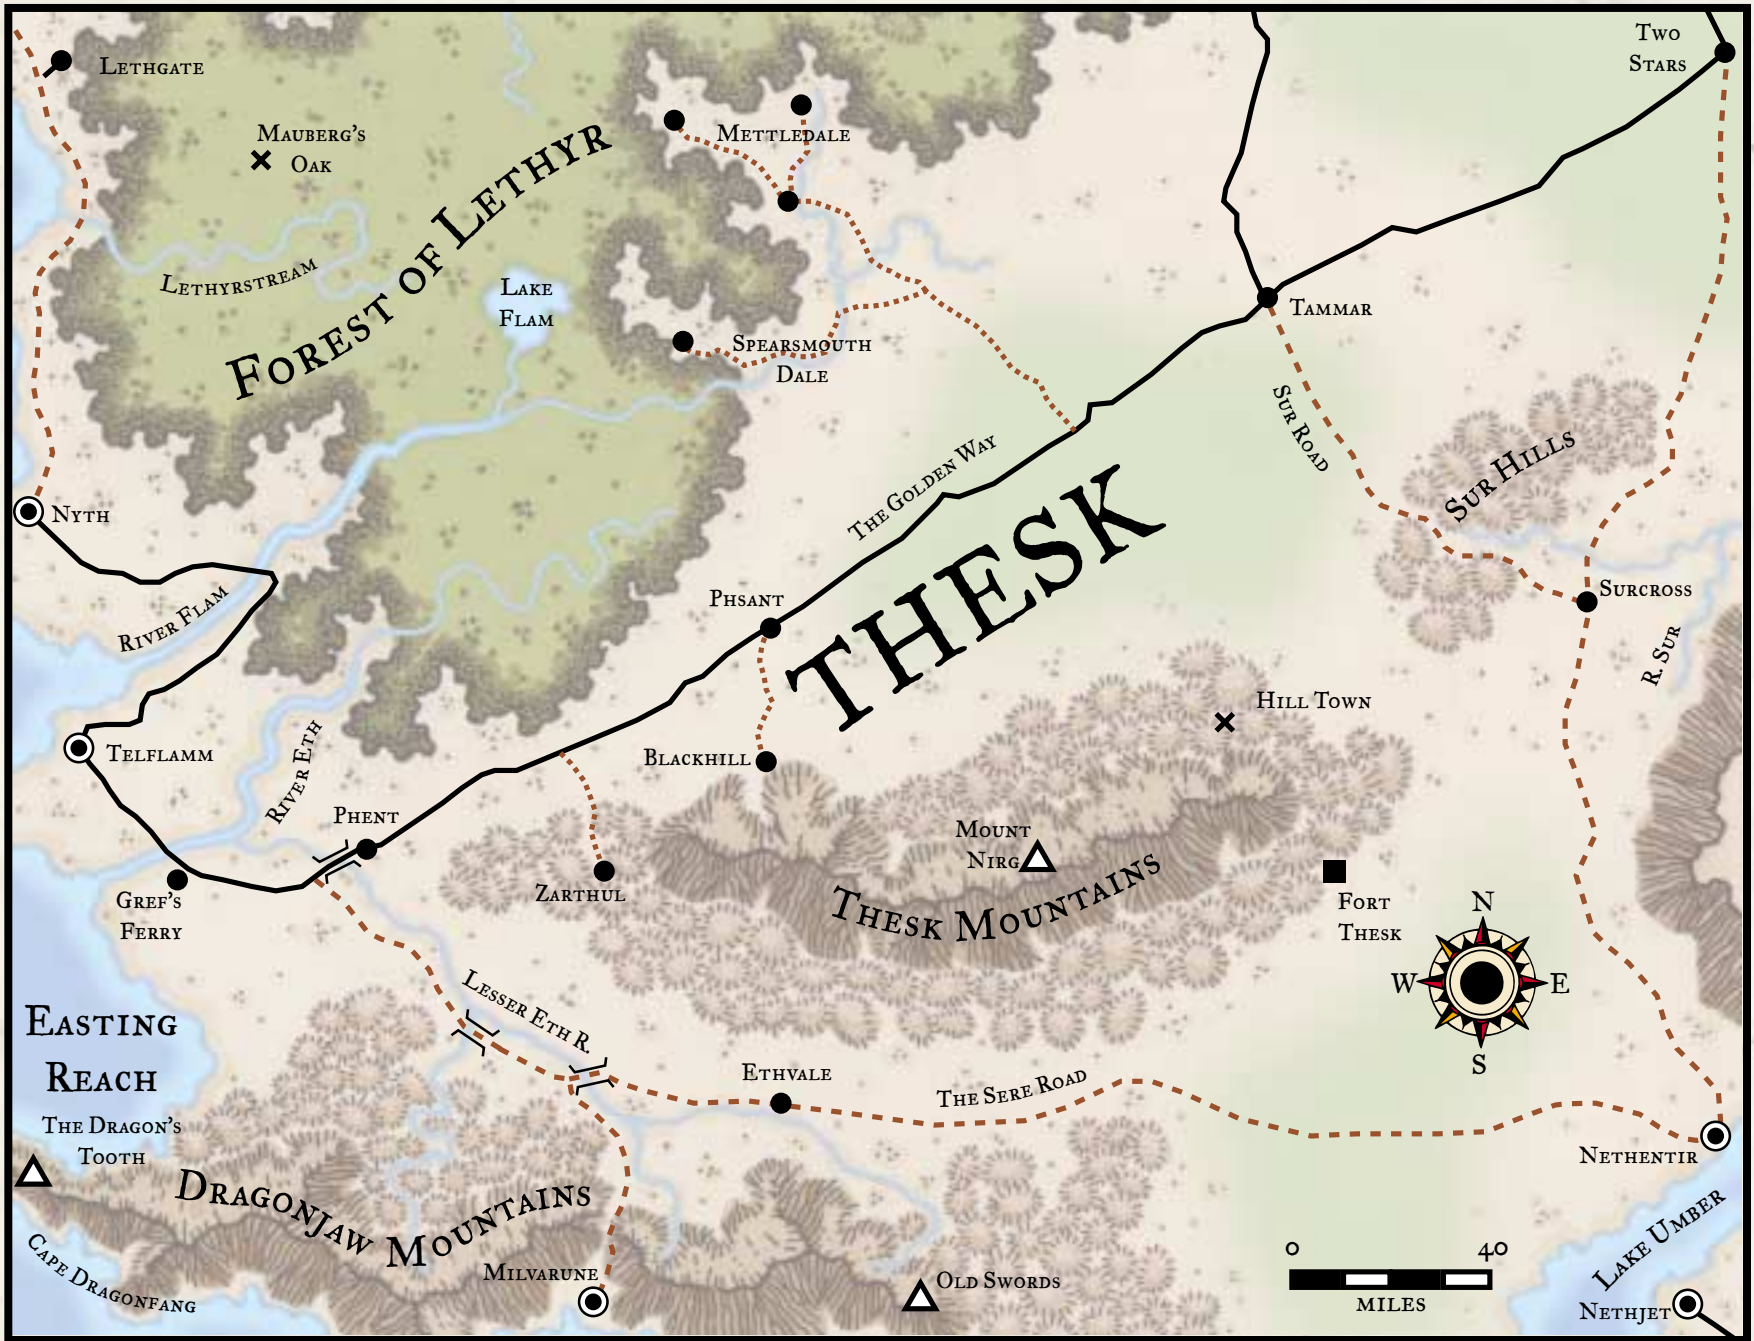 Two
Stars
Lethgate
Mauberg's
Oak
Mettledale
Forest of Lethyr
Lethyrstream
Lake
Flam
Tammar
Spearsmouth
Dale
Sur Road
Sur Hills
The Golden Way
Nyth
THESK
Surcross
Phsant
River Flam
R. Sur
Hill Town
Telflamm
Blackhill
River Eth
Phent
Mount
Nirg
Zarthul
Thesk Mountains
Gref's
Ferry
Fort
Thesk
N
W
E
S
Lesser Eth R.
Easting
Reach
Ethvale
The Sere Road
The Dragon's
Tooth
Nethentir
Dragonjaw Mountains
Lake Umber
Cape Dragonfang
Milvarune
Old Swords
0 40
miles
Nethjet